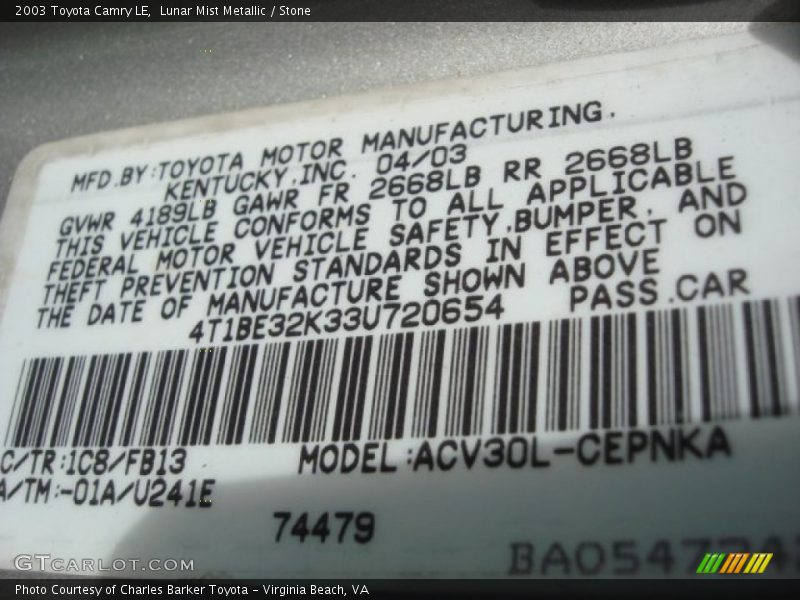 2003 Toyota Camry LE,  Lunar Mist Metallic / Stone
MFD.BY:TOYOTA MOTOR MANUFACTURING.
KENTUCKY,INC. 04/03
GVWR 4189LB GAWR FR 2668LB RR 2668LB
THIS VEHICLE CONFORMS TO ALL APPLICABLE
FEDERAL MOTOR VEHICLE SAFETY,BUMPER, AND
THEFT PREVENTION STANDARDS IN EFFECT ON
THE DATE OF MANUFACTURE SHOWN ABOVE
4T1BE32K33U720654 PASS.CAR
C/TR:1C8/FB13 MODEL:ACV30L-CEPNKA
A/TM:-01A/U241E
74479
GTCARLOT.COM
Photo Courtesy of Charles Barker Toyota - Virginia Beach, VA